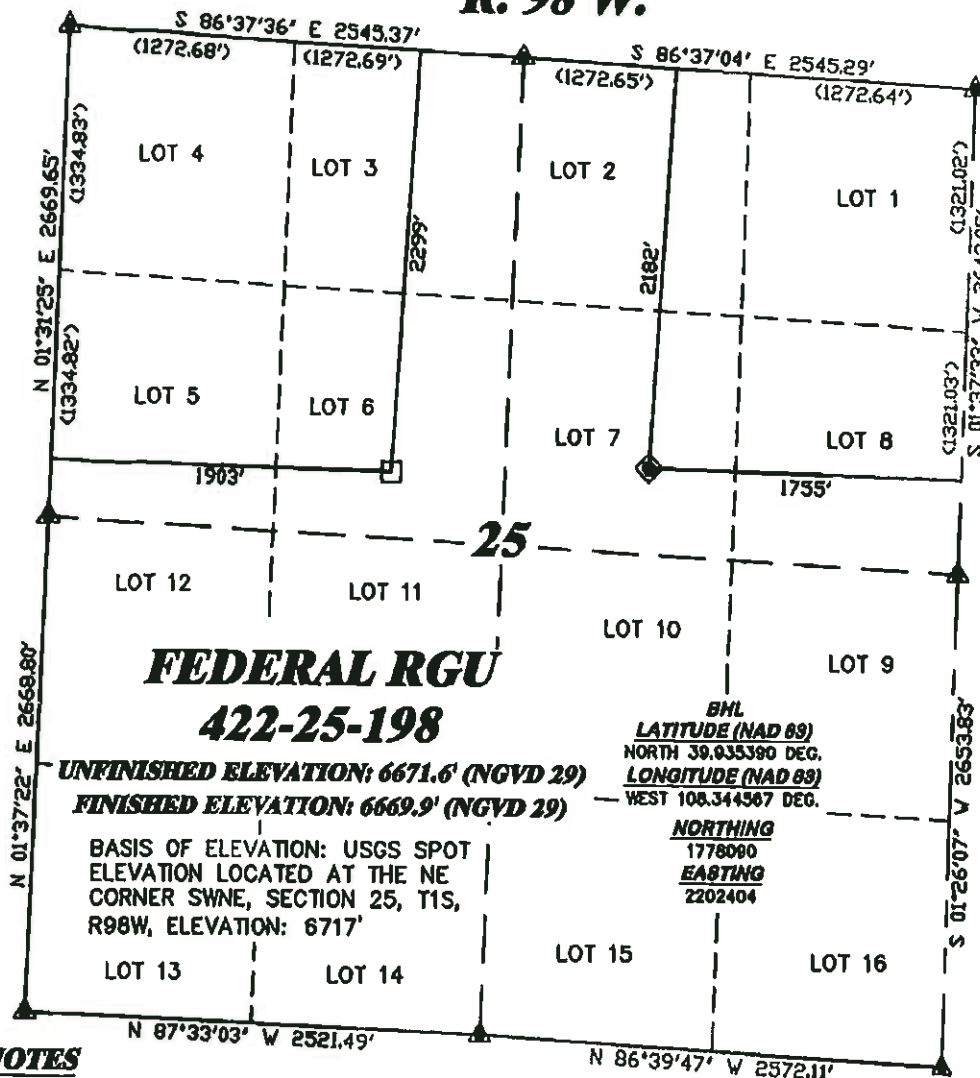 R. 98 W.
S 86°37'36" E 2545.37'
S 86°37'04" E 2545.29'
(1272.68')
(1272.69')
(1272.65')
(1272.64')
N 01°31'25" E 2669.65'
(1334.83')
LOT 4
LOT 3
LOT 2
LOT 1
(1321.02')
2299'
2182'
(1334.82')
LOT 5
LOT 6
LOT 7
LOT 8
(1321.03')
S 01°37'33" W
1903'
1755'
25
LOT 12
LOT 11
LOT 10
LOT 9
N 01°37'22" E 2668.80'
FEDERAL RGU
422-25-198
UNFINISHED ELEVATION: 6671.6' (NGVD 29)
FINISHED ELEVATION: 6669.9' (NGVD 29)
BASIS OF ELEVATION: USGS SPOT
ELEVATION LOCATED AT THE NE
CORNER SWNE, SECTION 25, T1S,
R98W, ELEVATION: 6717'
BHL
LATITUDE (NAD 83)
NORTH 39.935390 DEG.
LONGITUDE (NAD 83)
WEST 108.344567 DEG.
NORTHING
1778090
EASTING
2202404
S 01°26'07" W 2653.83'
LOT 13
LOT 14
LOT 15
LOT 16
N 87°33'03" W 2521.49'
N 86°39'47" W 2572.11'
NOTES